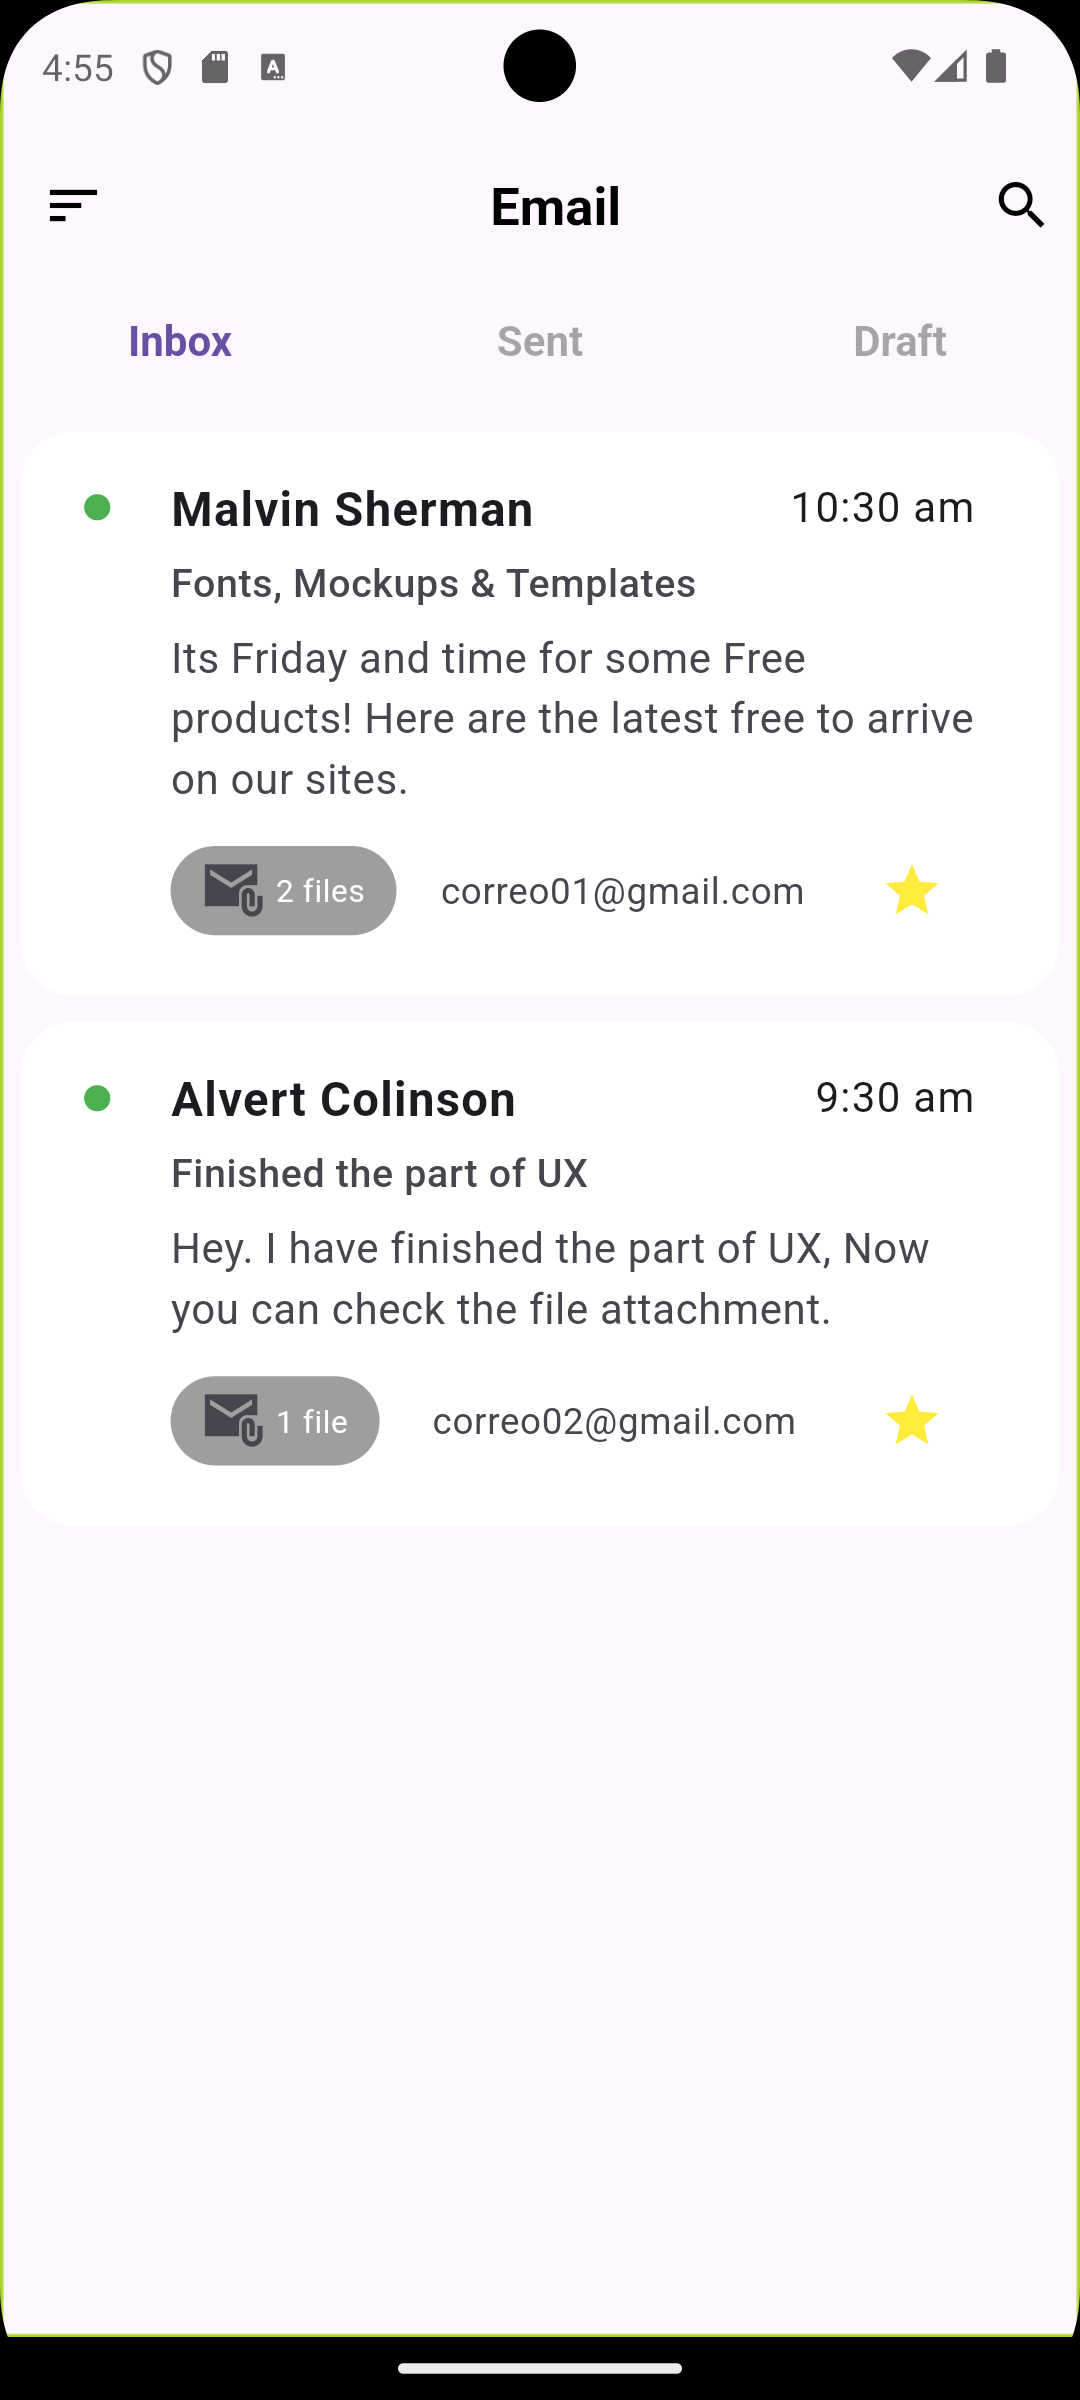 4:55
Email
Inbox Sent Draft
Malvin Sherman 10:30 am
Fonts, Mockups & Templates
Its Friday and time for some Free
products! Here are the latest free to arrive
on our sites.
2 files correo01@gmail.com
Alvert Colinson 9:30 am
Finished the part of UX
Hey. I have finished the part of UX, Now
you can check the file attachment.
1 file correo02@gmail.com